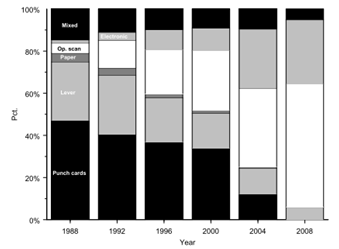 100%
80%
60%
40%
20%
0%
Pct.
Mixed
Op. scan
Paper
Lever
Punch cards
Electronic
1988
1992
1996
2000
2004
2008
Year